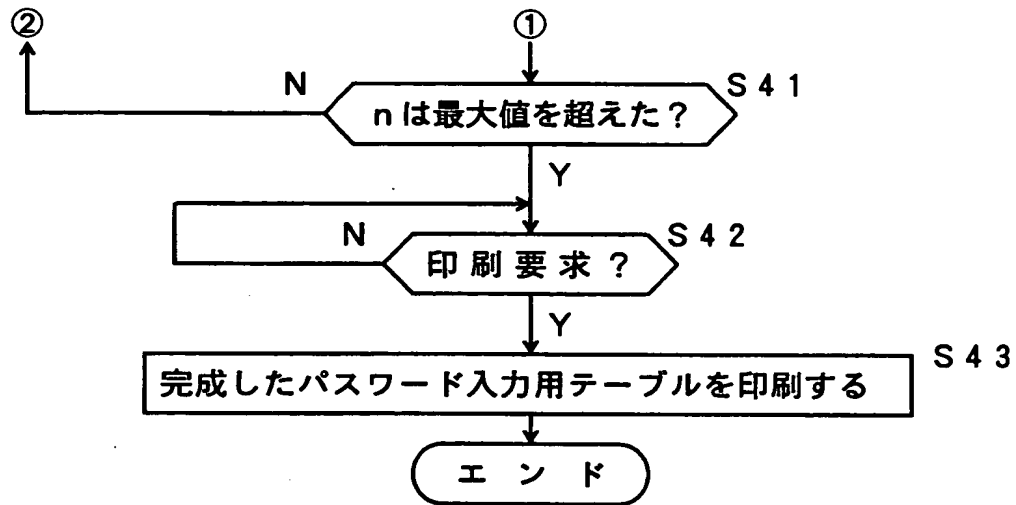 ② ①
N S41
nは最大値を超えた？
Y
N S42
印刷要求？
Y
S43
完成したパスワード入力用テーブルを印刷する
エンド